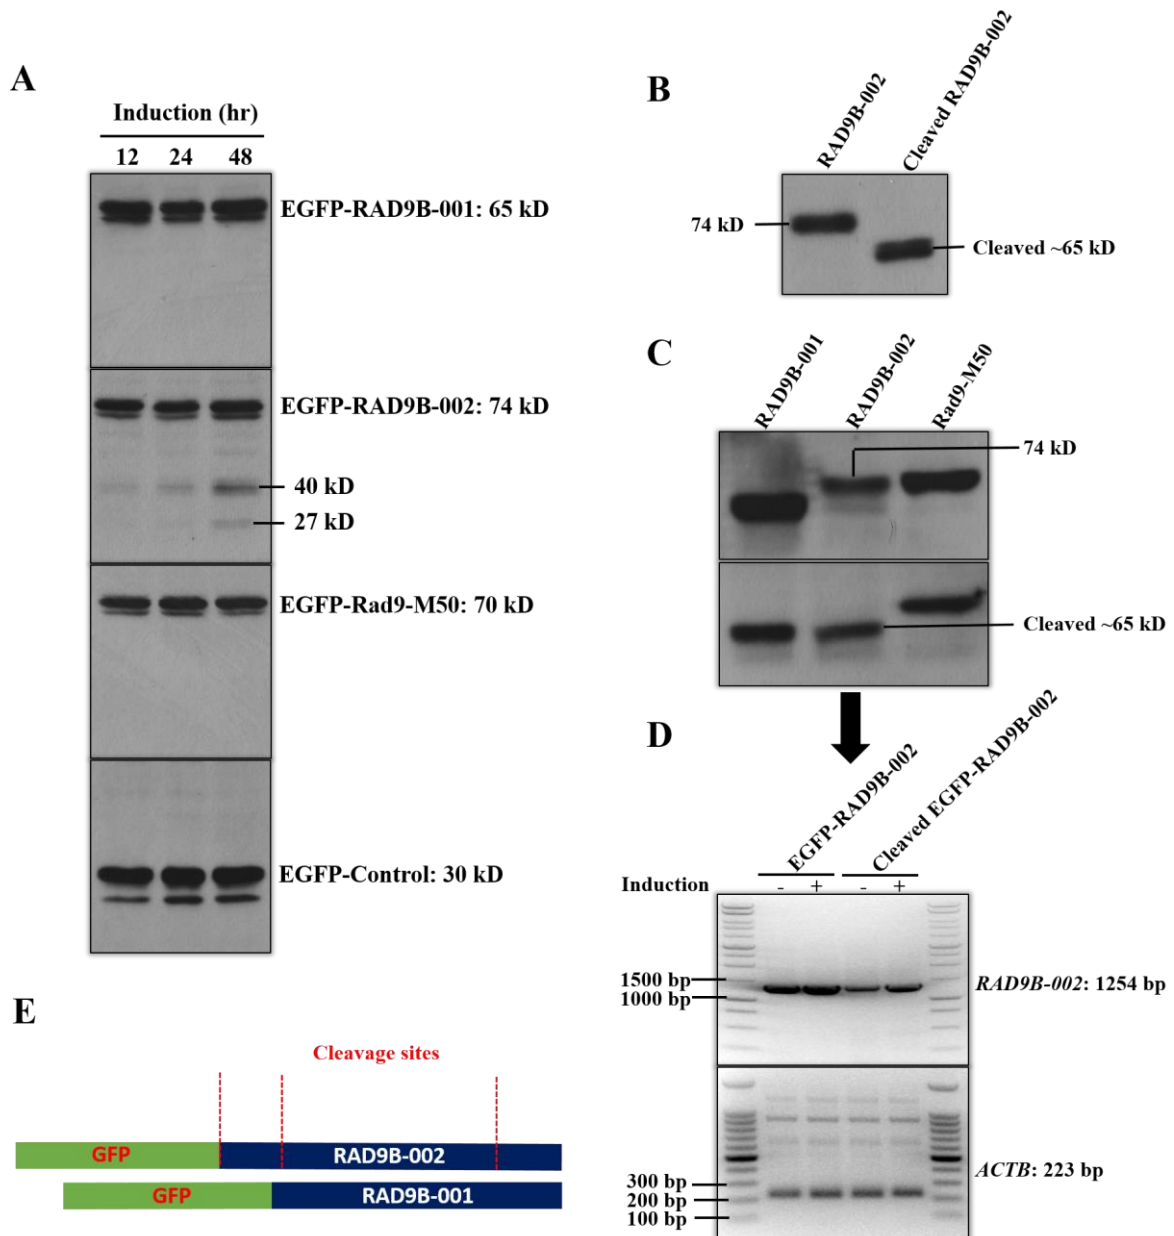 A
Induction (hr)
12 24 48
EGFP-RAD9B-001: 65 kD
EGFP-RAD9B-002: 74 kD
40 kD
27 kD
EGFP-Rad9-M50: 70 kD
EGFP-Control: 30 kD
B
RAD9B-002
Cleaved RAD9B-002
74 kD
Cleaved ~65 kD
C
RAD9B-001
RAD9B-002
Rad9-M50
74 kD
Cleaved ~65 kD
D
EGFP-RAD9B-002
Cleaved EGFP-RAD9B-002
Induction - + - +
1500 bp
1000 bp
RAD9B-002: 1254 bp
ACTB: 223 bp
300 bp
200 bp
100 bp
E
Cleavage sites
GFP RAD9B-002
GFP RAD9B-001